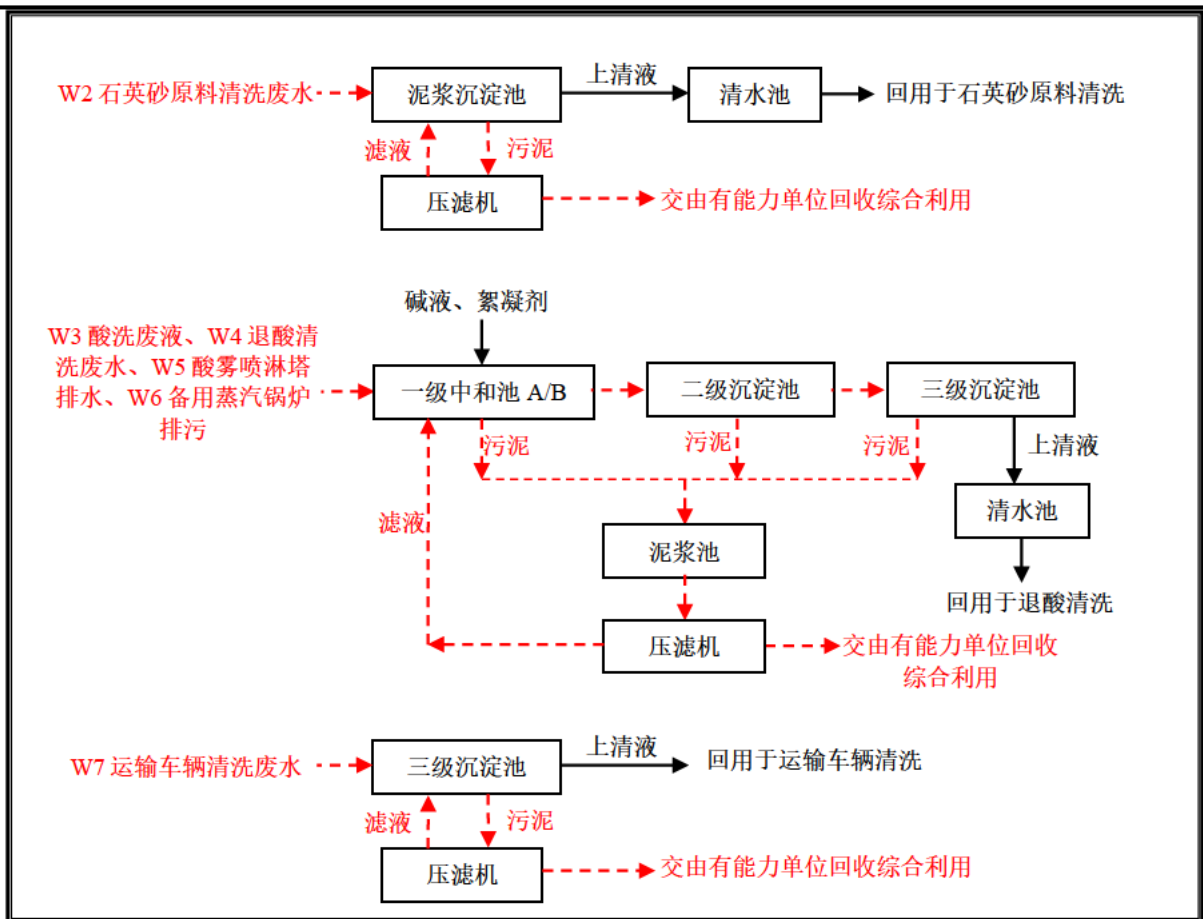 上清液
W2 石英砂原料清洗废水
泥浆沉淀池
清水池
回用于石英砂原料清洗
滤液
污泥
压滤机
交由有能力单位回收综合利用
碱液、絮凝剂
W3 酸洗废液、W4 退酸清
洗废水、W5 酸雾喷淋塔
排水、W6 备用蒸汽锅炉
排污
一级中和池 A/B
二级沉淀池
三级沉淀池
污泥
污泥
污泥
上清液
滤液
清水池
泥浆池
回用于退酸清洗
压滤机
交由有能力单位回收
综合利用
上清液
W7 运输车辆清洗废水
三级沉淀池
回用于运输车辆清洗
滤液
污泥
压滤机
交由有能力单位回收综合利用